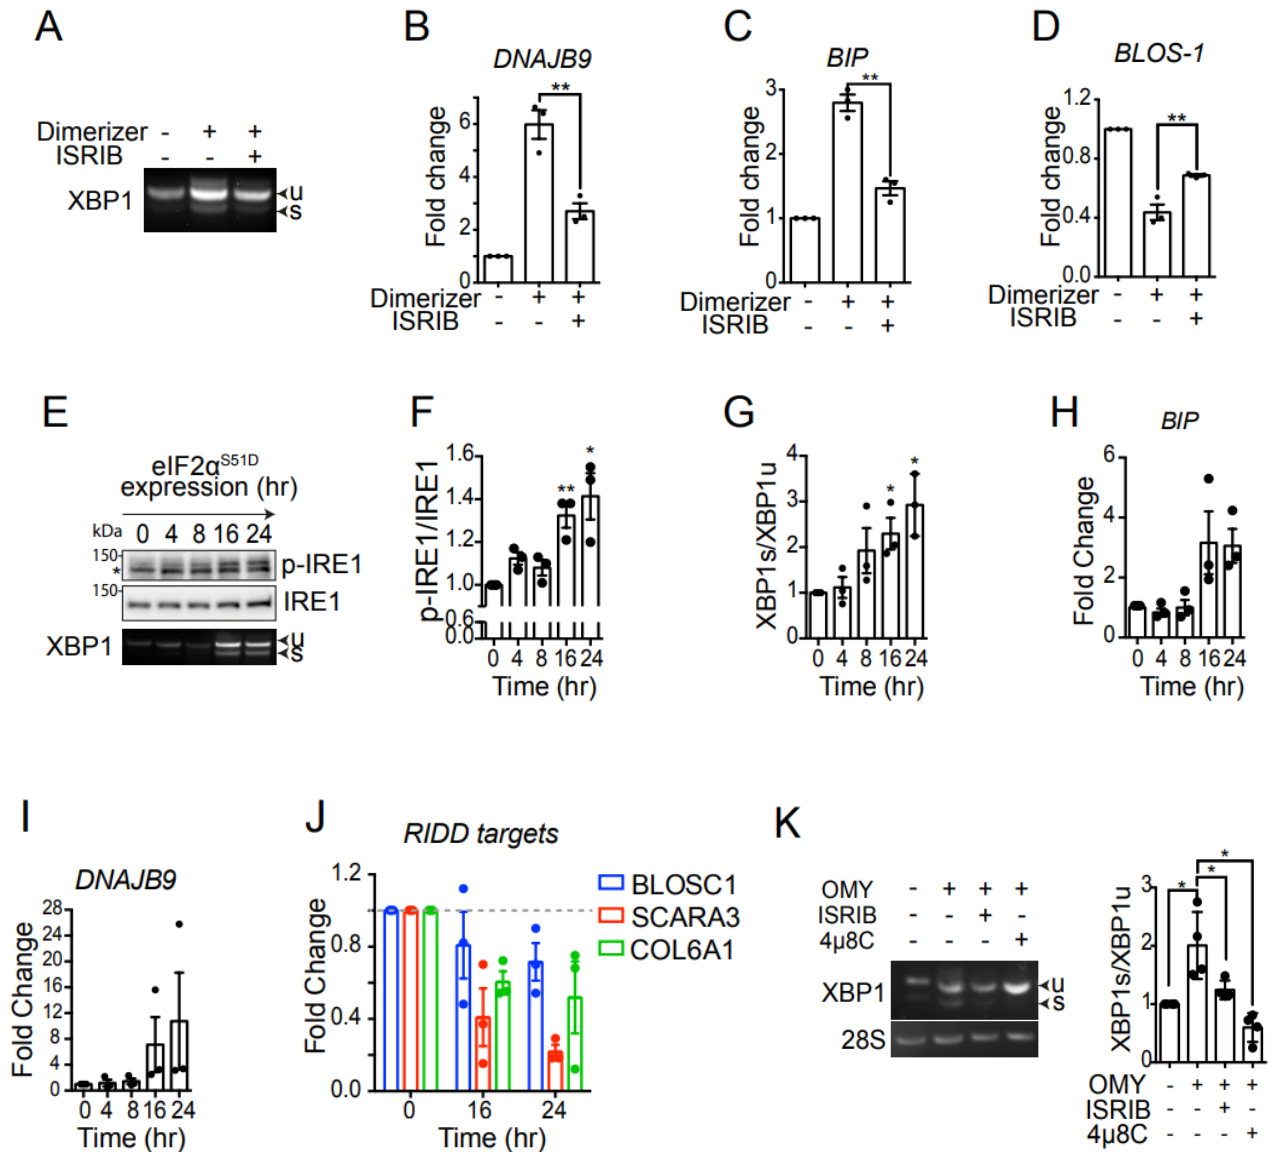 A
Dimerizer - + +
ISRIB - - +
XBP1
u
s
B
DNAJB9
Fold change
6
4
2
0
Dimerizer - + +
ISRIB - - +
**
C
BIP
Fold change
3
2
1
0
Dimerizer - + +
ISRIB - - +
**
D
BLOS-1
Fold change
1.2
0.8
0.4
0.0
Dimerizer - + +
ISRIB - - +
**
E
eIF2αS51D
expression (hr)
kDa 0 4 8 16 24
150
*
p-IRE1
150
IRE1
XBP1
u
s
F
p-IRE1/IRE1
1.6
1.4
1.2
1.0
0.6
0.0
** *
0 4 8 16 24
Time (hr)
G
XBP1s/XBP1u
4
3
2
1
0
* *
0 4 8 16 24
Time (hr)
H
BIP
Fold Change
6
4
2
0
0 4 8 16 24
Time (hr)
I
DNAJB9
Fold Change
28
24
20
16
12
8
4
0
0 4 8 16 24
Time (hr)
J
RIDD targets
Fold Change
1.2
0.8
0.4
0.0
0 16 24
Time (hr)
BLOSC1
SCARA3
COL6A1
K
OMY - + + +
ISRIB - - + -
4µ8C - - - +
XBP1
u
s
28S
XBP1s/XBP1u
3
2
1
0
* * *
OMY - + + +
ISRIB - - + -
4µ8C - - - +